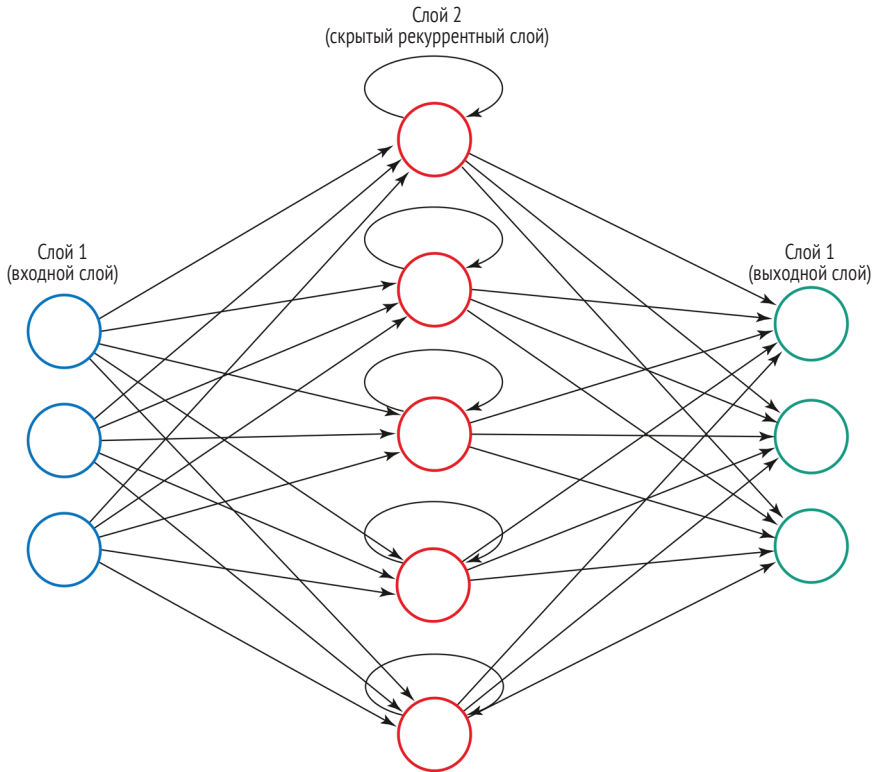 Слой 2
(скрытый рекуррентный слой)
Слой 1
(входной слой)
Слой 1
(выходной слой)